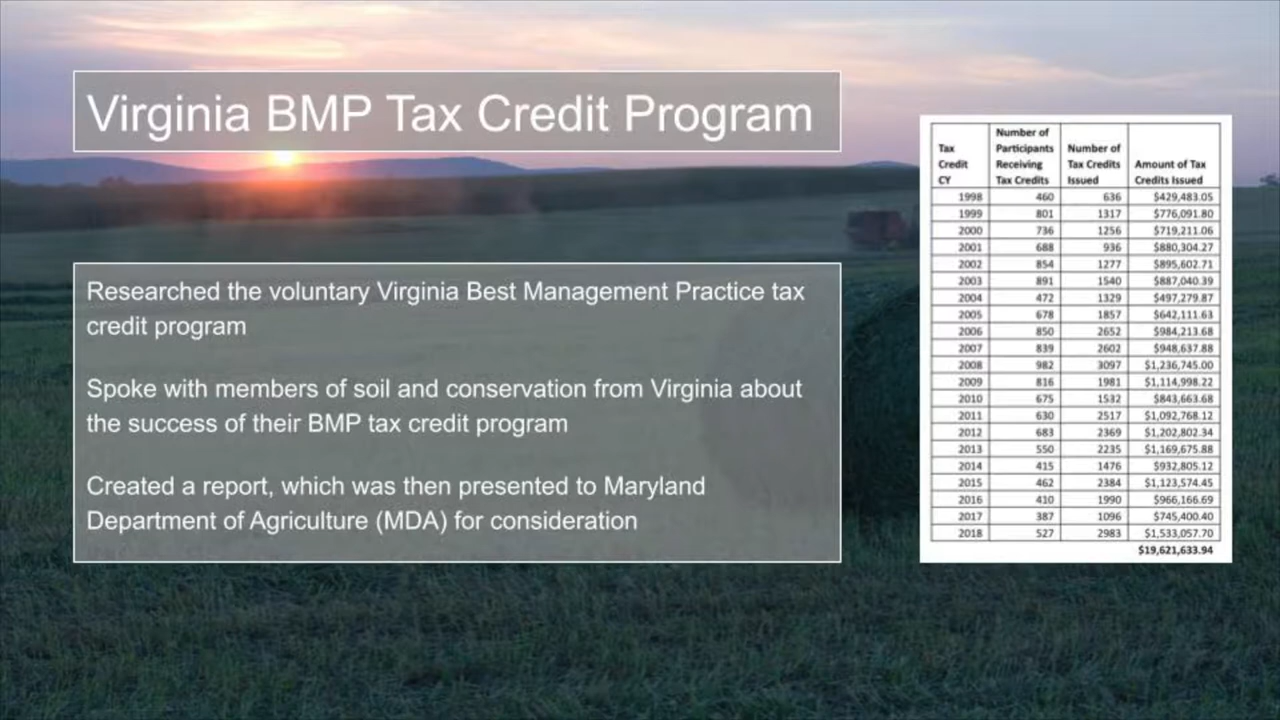 Virginia BMP Tax Credit Program
Researched the voluntary Virginia Best Management Practice tax
credit program
Spoke with members of soil and conservation from Virginia about
the success of their BMP tax credit program
Created a report, which was then presented to Maryland
Department of Agriculture (MDA) for consideration
Tax Credit CY Number of Participants Receiving Tax Credits Number of Tax Credits Issued Amount of Tax Credits Issued
1998 460 636 $429,483.05
1999 801 1317 $776,091.80
2000 736 1256 $719,211.06
2001 688 936 $880,304.27
2002 854 1277 $895,602.71
2003 891 1540 $887,040.39
2004 472 1329 $497,279.87
2005 678 1857 $642,111.63
2006 850 2652 $984,213.68
2007 839 2602 $948,637.88
2008 982 3097 $1,236,745.00
2009 816 1981 $1,114,998.22
2010 675 1532 $843,663.68
2011 630 2517 $1,092,768.12
2012 683 2369 $1,202,802.34
2013 550 2235 $1,169,675.88
2014 415 1476 $932,805.12
2015 462 2384 $1,123,574.45
2016 410 1990 $966,166.69
2017 387 1096 $745,400.40
2018 527 2983 $1,533,057.70
$19,621,633.94